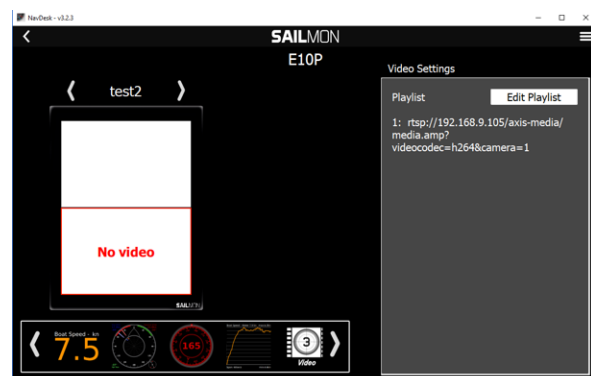 NavDesk - v3.2.3
SAILMON
E10P
Video Settings
test2
Playlist
Edit Playlist
1: rtsp://192.168.9.105/axis-media/
media.amp?
videocodec=h264&camera=1
No video
SAILMON
Boat Speed - kn
7.5
165
3
Video